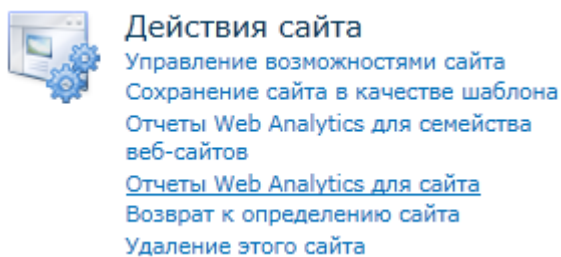 Действия сайта
Управление возможностями сайта
Сохранение сайта в качестве шаблона
Отчеты Web Analytics для семейства
веб-сайтов
Отчеты Web Analytics для сайта
Возврат к определению сайта
Удаление этого сайта